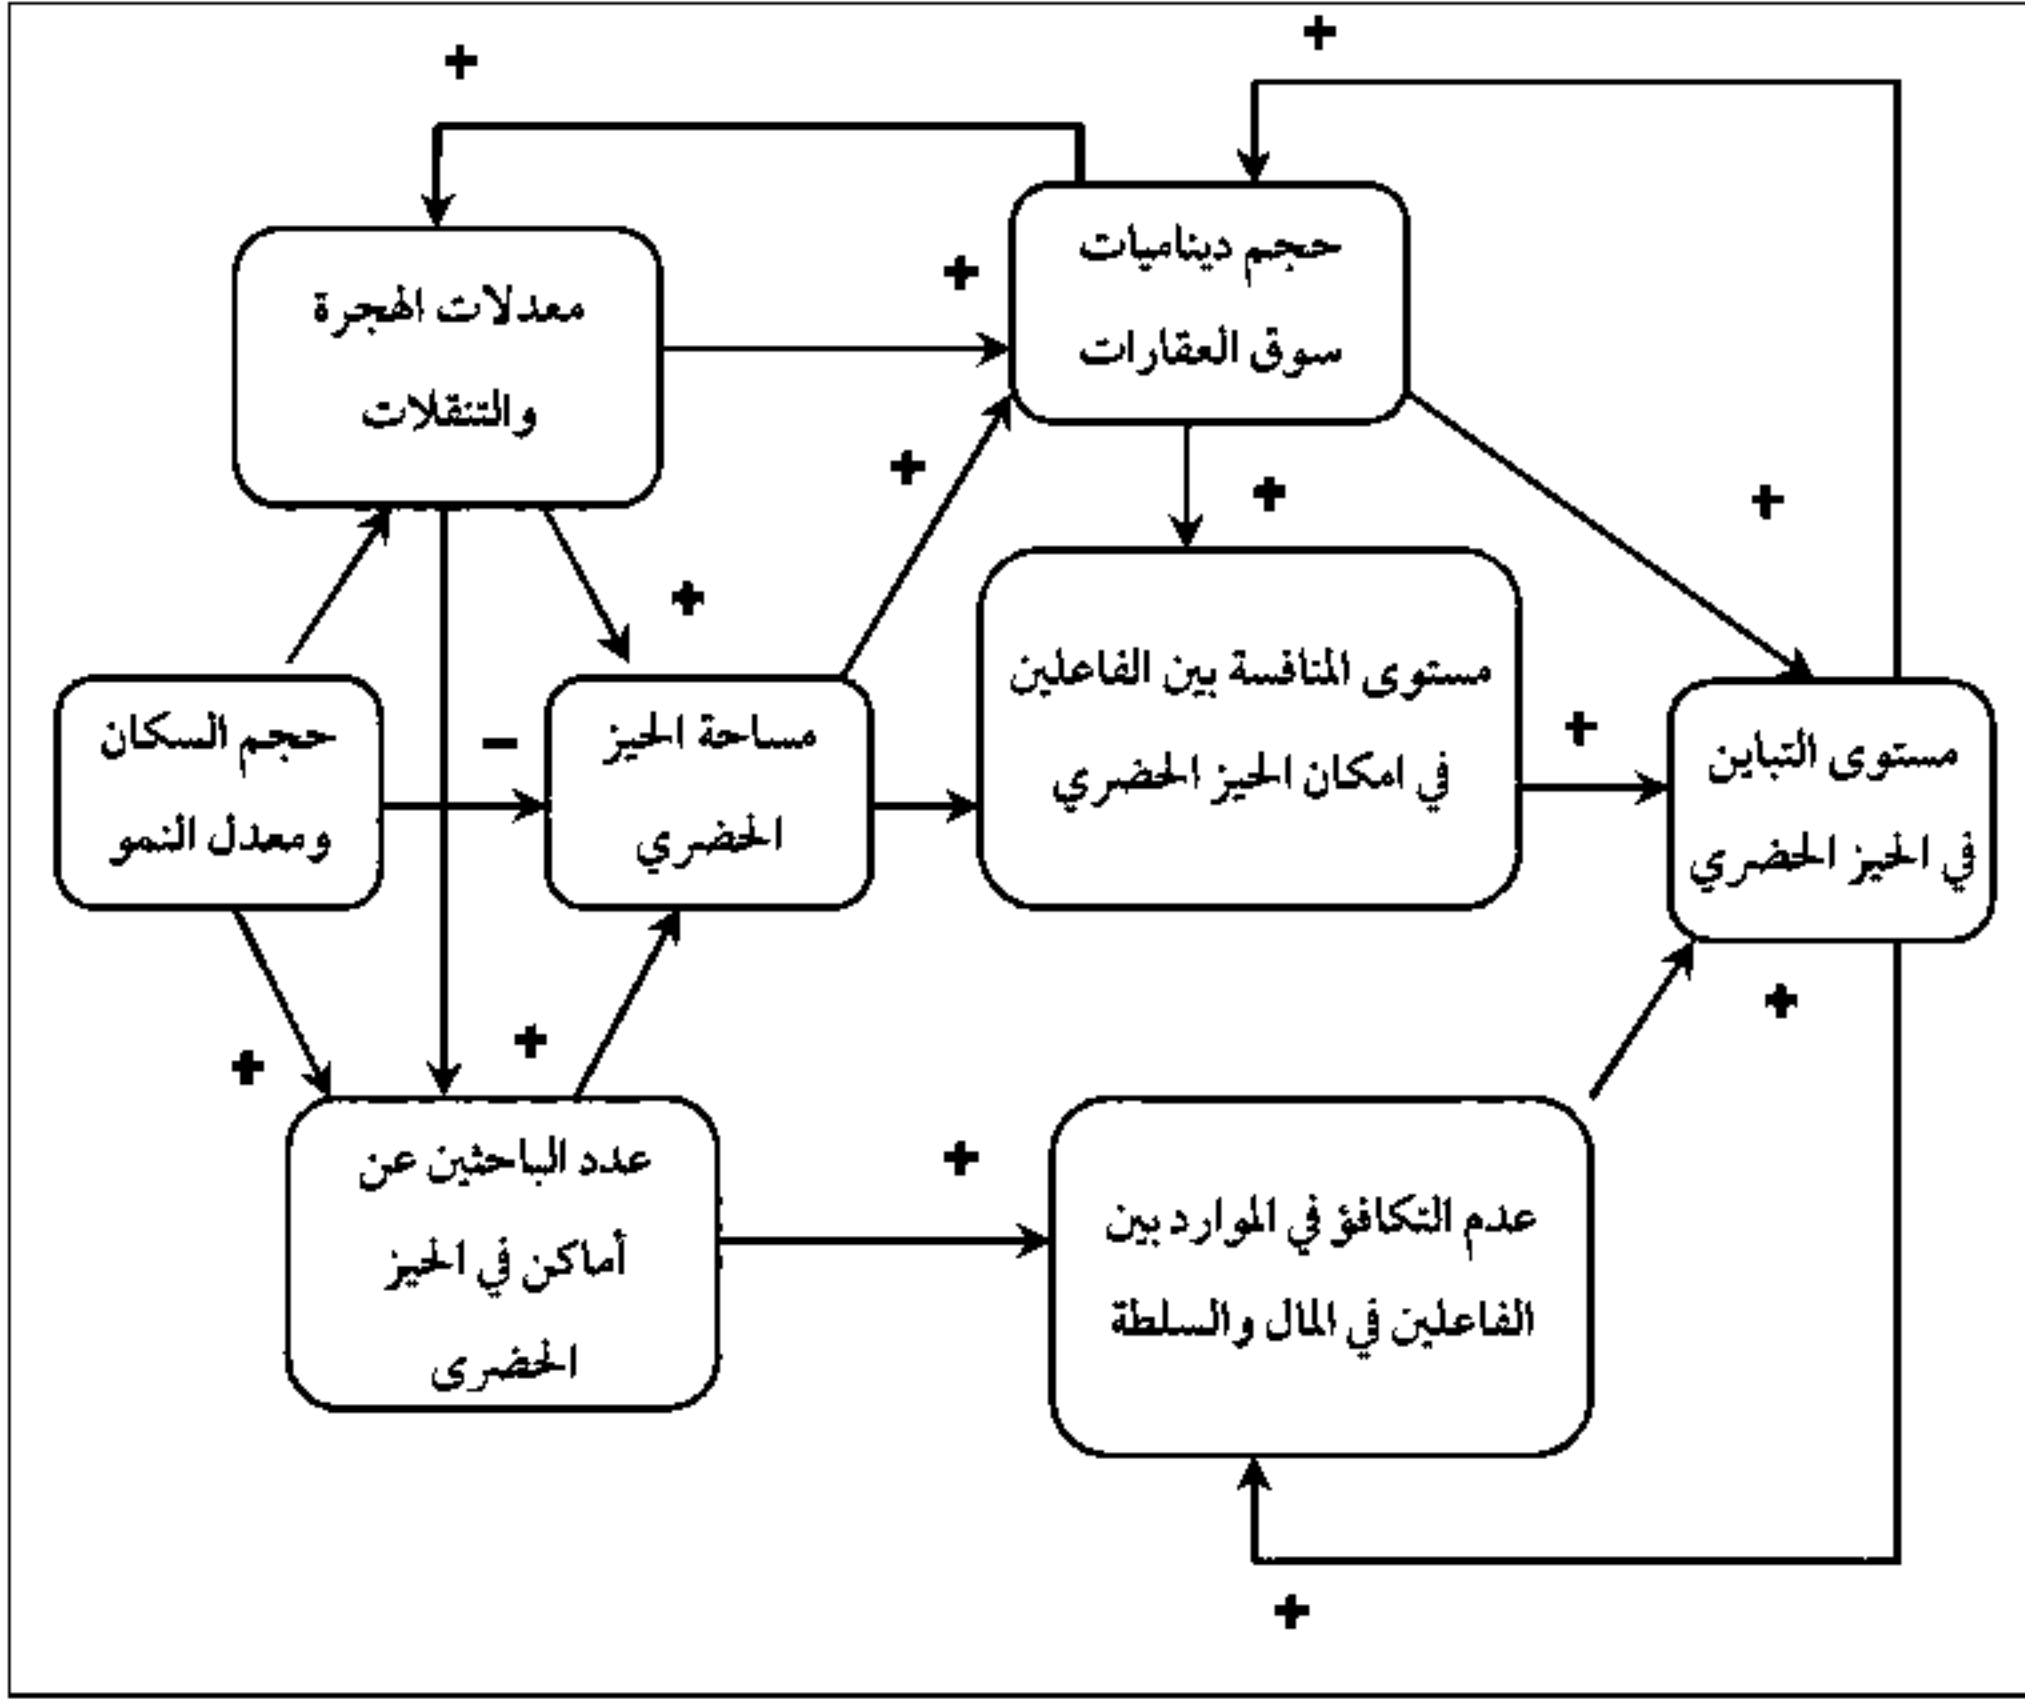 +
+
حجم ديناميات
سوق العقارات
معدلات الهجرة
والتنقلات
+
+
+
+
+
مستوى المنافسة بين الفاعلين
في امكان الحيز الحضري
+
مستوى التباين
في الحيز الحضري
مساحة الحيز
الحضري
−
حجم السكان
ومعدل النمو
+
+
+
عدد الباحثين عن
أماكن في الحيز
الحضرى
+
عدم التكافؤ في الموارد بين
الفاعلين في المال والسلطة
+